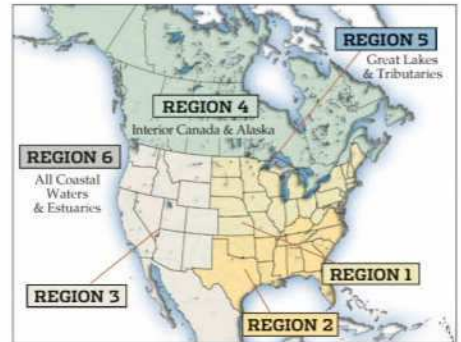 REGION 5
Great Lakes
& Tributaries
REGION 4
Interior Canada & Alaska
REGION 6
All Coastal
Waters
& Estuaries
REGION 1
REGION 3
REGION 2